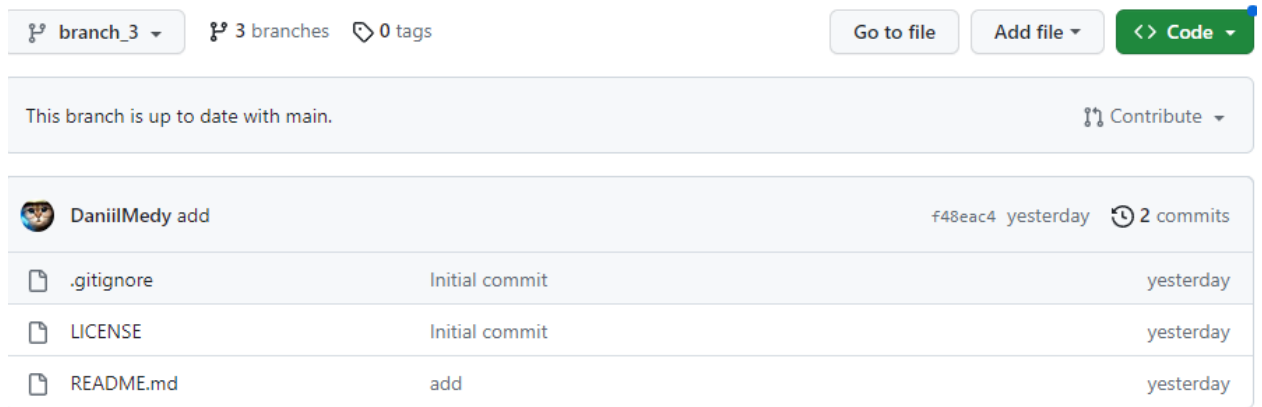 branch_3 3 branches 0 tags Go to file Add file <> Code
This branch is up to date with main. Contribute
DaniilMedy add f48eac4 yesterday 2 commits
.gitignore Initial commit yesterday
LICENSE Initial commit yesterday
README.md add yesterday